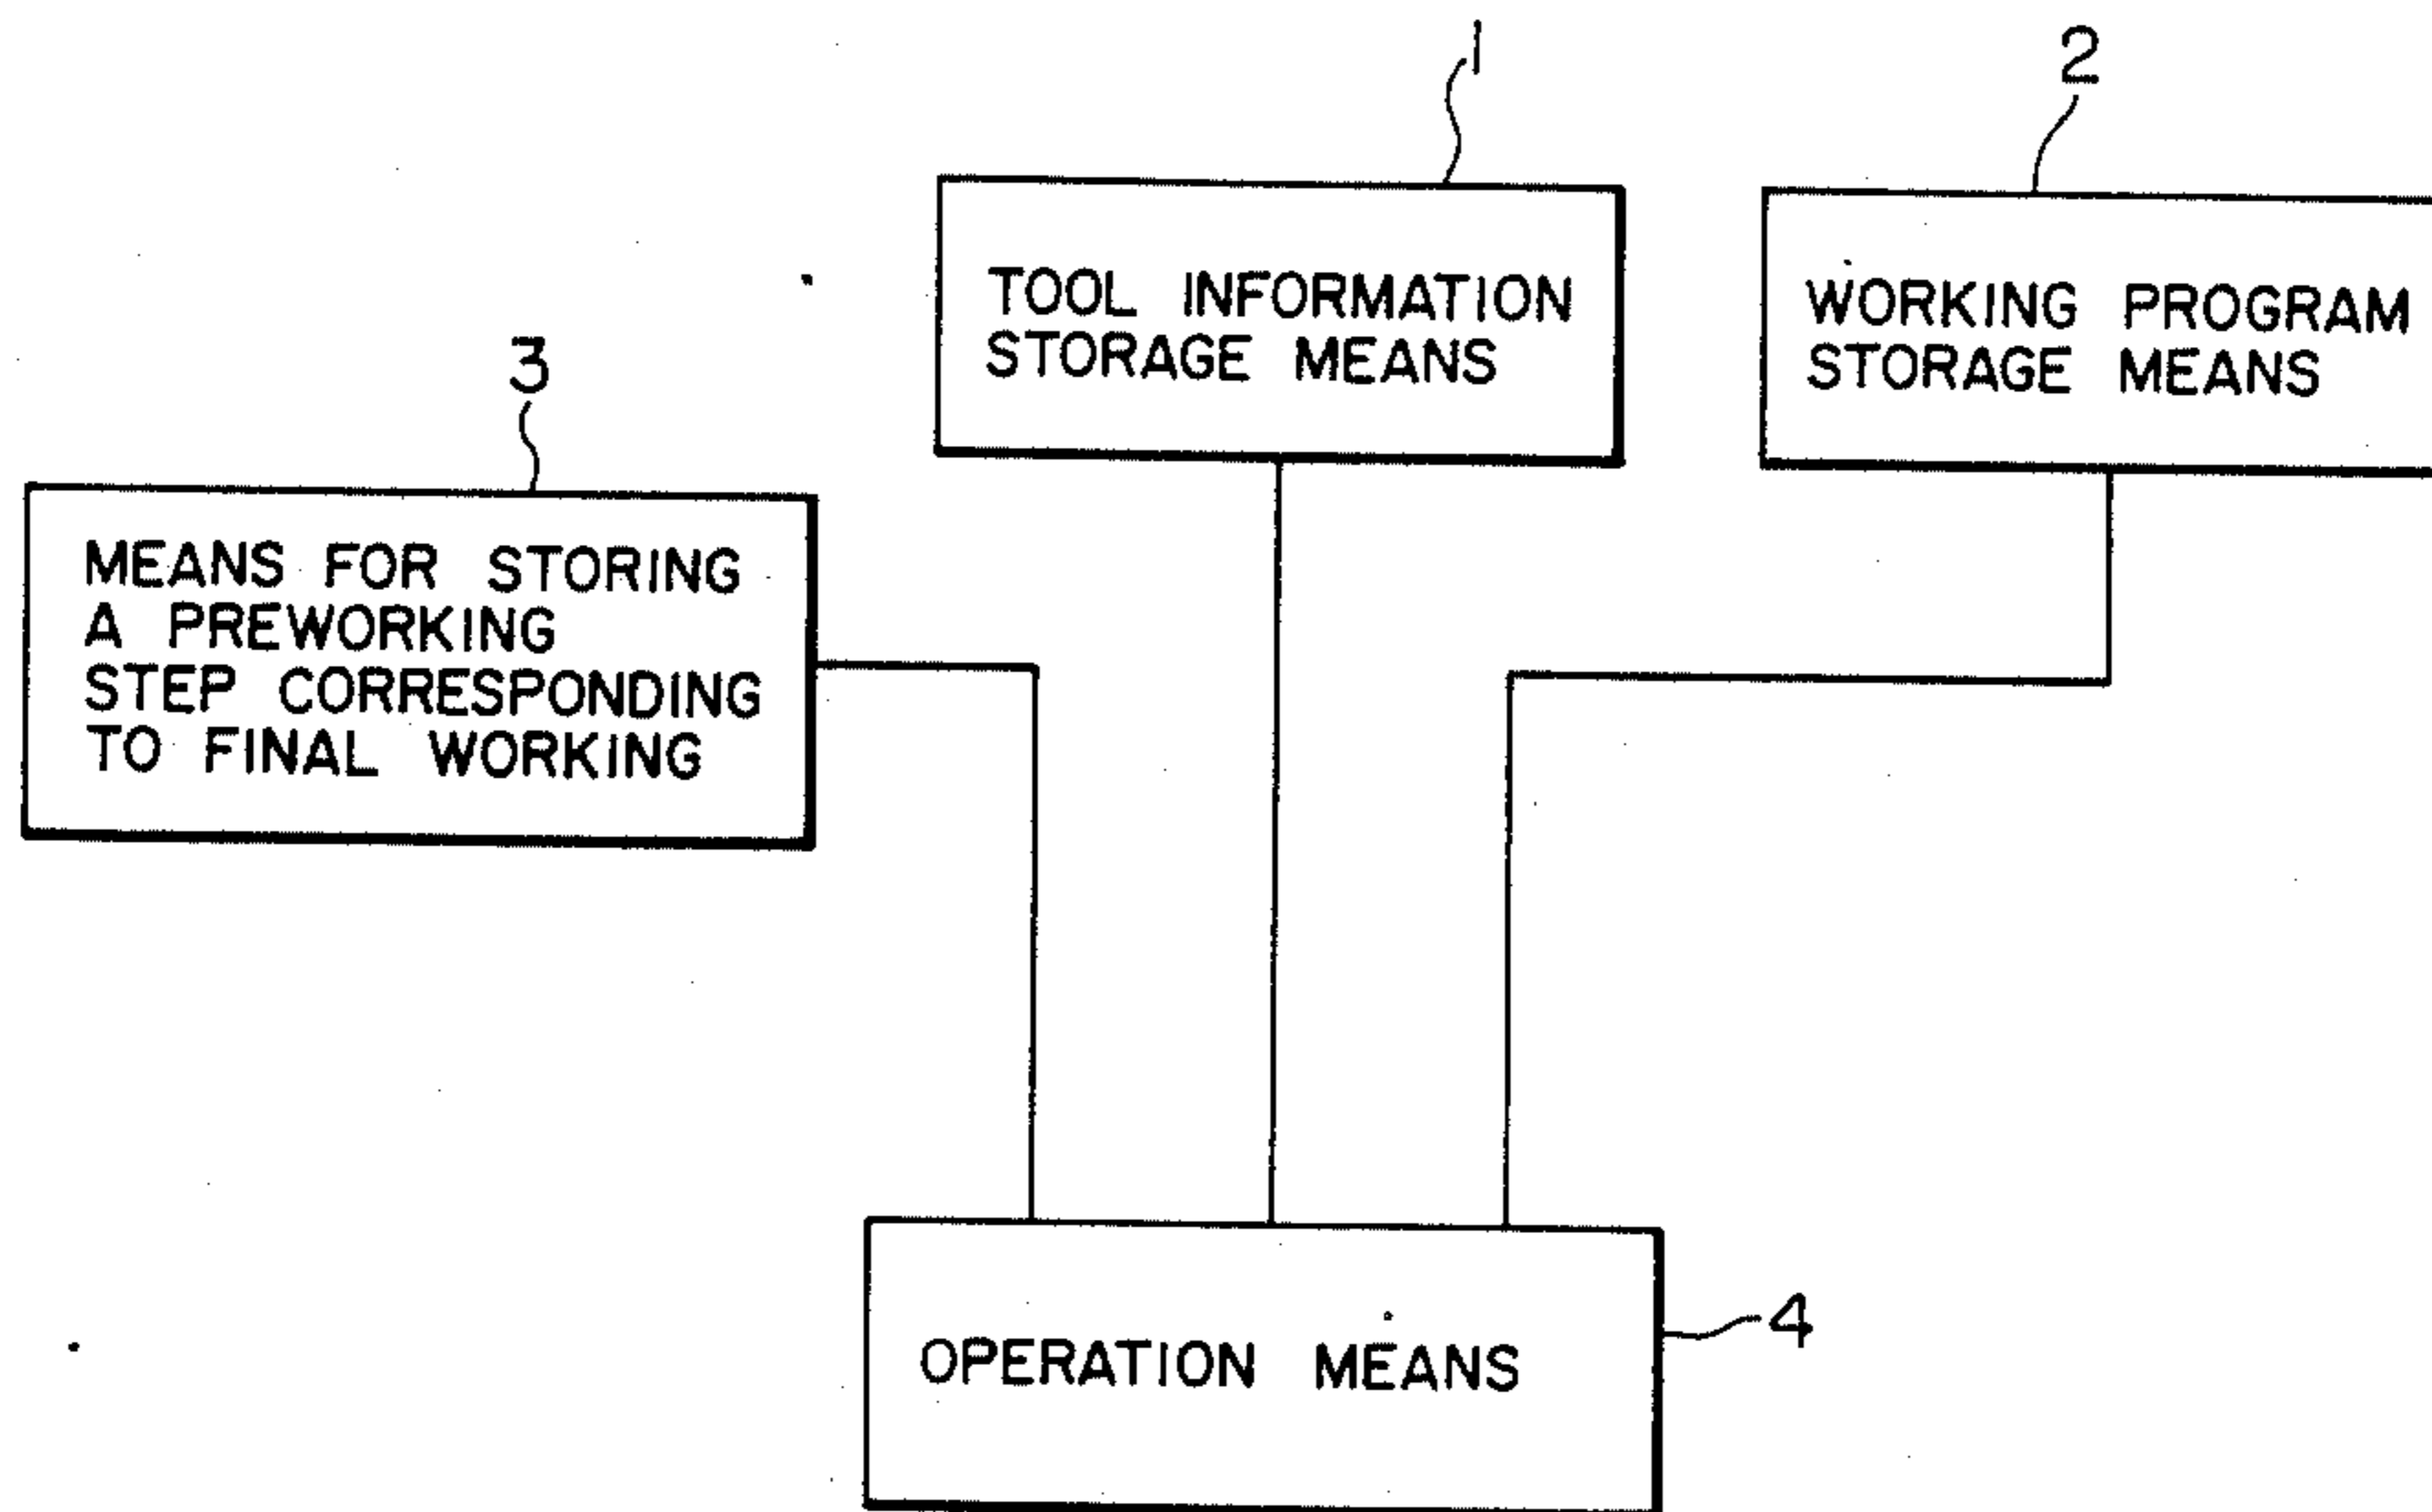 1
2
TOOL INFORMATION
STORAGE MEANS
WORKING PROGRAM
STORAGE MEANS
3
MEANS FOR STORING
A PREWORKING
STEP CORRESPONDING
TO FINAL WORKING
OPERATION MEANS
4